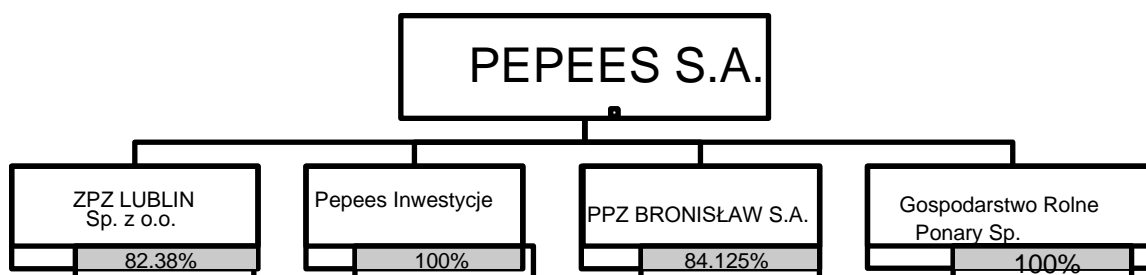 PEPEES S.A.
ZPZ LUBLIN
Sp. z o.o.
82.38%
Pepees Inwestycje
100%
PPZ BRONISŁAW S.A.
84.125%
Gospodarstwo Rolne
Ponary Sp.
100%